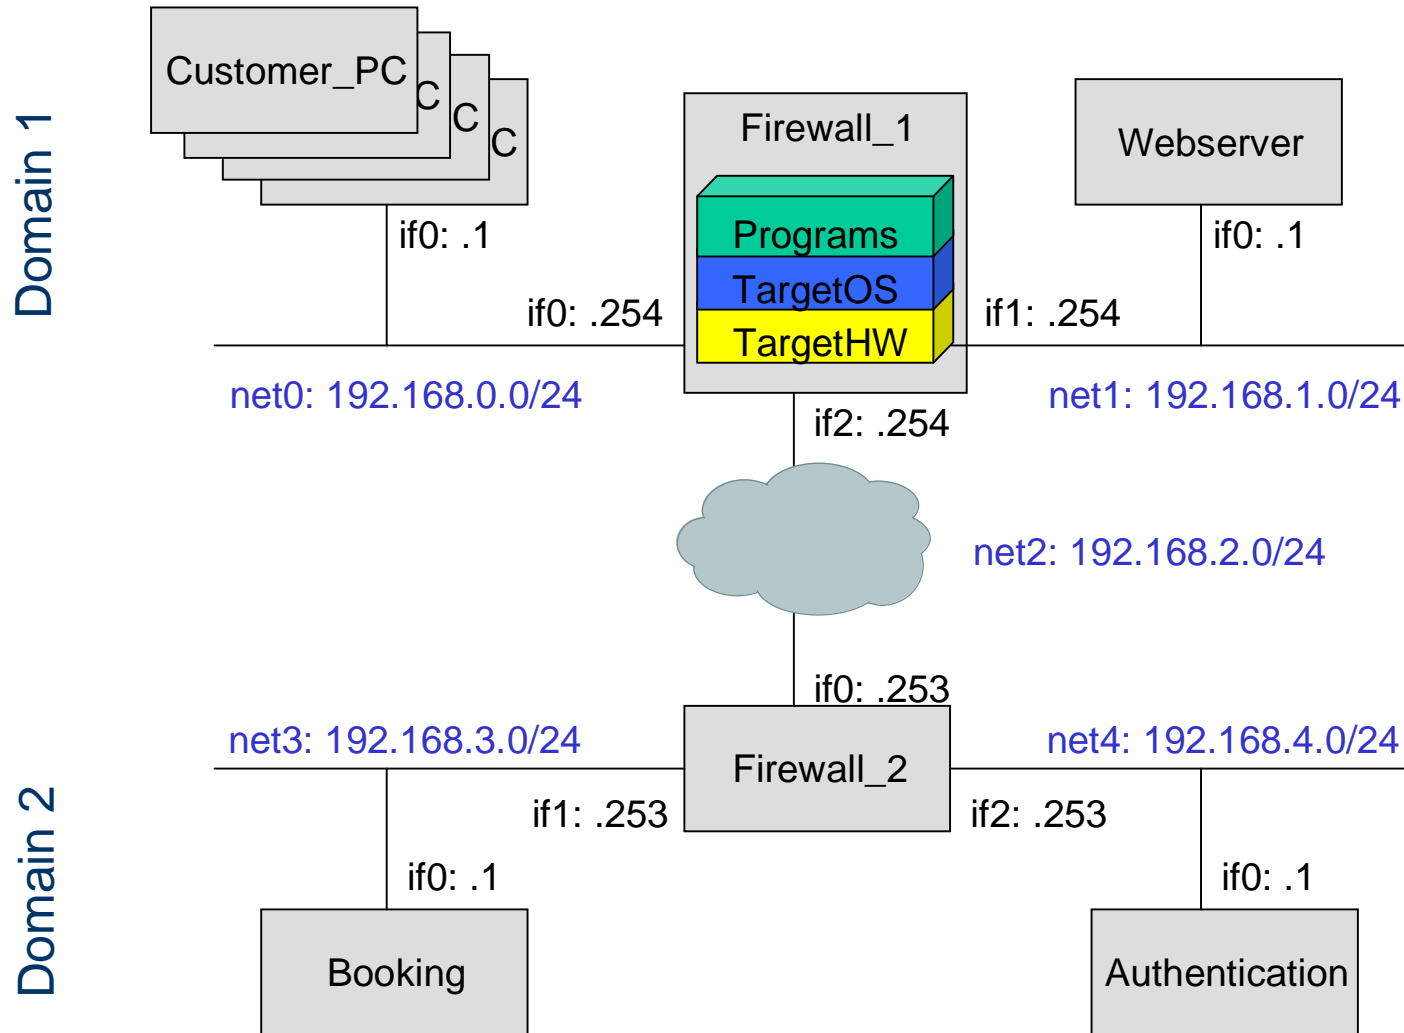 Domain 1
Customer_PC
C
C
C
if0: .1
Firewall_1
Programs
TargetOS
TargetHW
Webserver
if0: .1
if0: .254
if1: .254
net0: 192.168.0.0/24
net1: 192.168.1.0/24
if2: .254
net2: 192.168.2.0/24
Domain 2
if0: .253
net3: 192.168.3.0/24
net4: 192.168.4.0/24
Firewall_2
if1: .253
if2: .253
if0: .1
if0: .1
Booking
Authentication